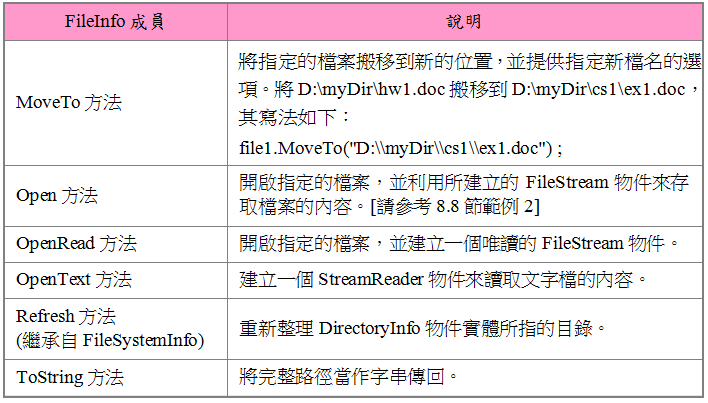 FileInfo 成員
說明
MoveTo 方法
將指定的檔案搬移到新的位置，並提供指定新檔名的選
項。將 D:\myDir\hw1.doc 搬移到 D:\myDir\cs1\ex1.doc，
其寫法如下：
file1.MoveTo("D:\\myDir\\cs1\\ex1.doc") ;
Open 方法
開啟指定的檔案，並利用所建立的 FileStream 物件來存
取檔案的內容。[請參考 8.8 節範例 2]
OpenRead 方法
開啟指定的檔案，並建立一個唯讀的 FileStream 物件。
OpenText 方法
建立一個 StreamReader 物件來讀取文字檔的內容。
Refresh 方法
(繼承自 FileSystemInfo)
重新整理 DirectoryInfo 物件實體所指的目錄。
ToString 方法
將完整路徑當作字串傳回。